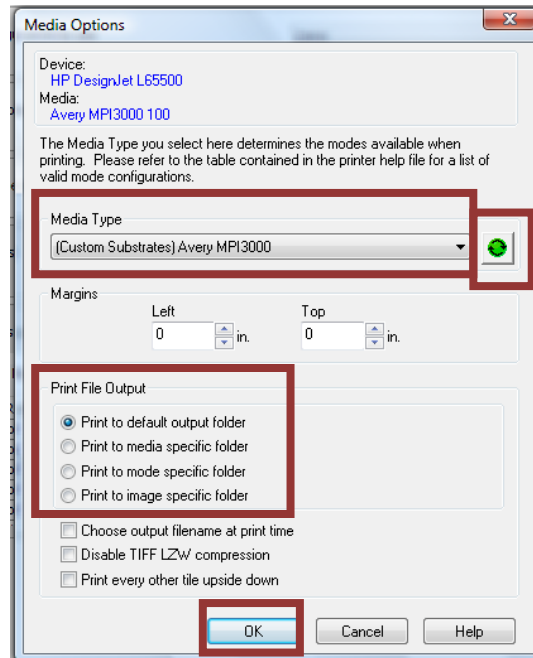 Media Options
Device:
HP DesignJet L65500
Media:
Avery MPI3000 100
The Media Type you select here determines the modes available when
printing. Please refer to the table contained in the printer help file for a list of
valid mode configurations.
Media Type
(Custom Substrates) Avery MPI3000
Margins
Left Top
0 in. 0 in.
Print File Output
Print to default output folder
Print to media specific folder
Print to mode specific folder
Print to image specific folder
Choose output filename at print time
Disable TIFF LZW compression
Print every other tile upside down
OK Cancel Help